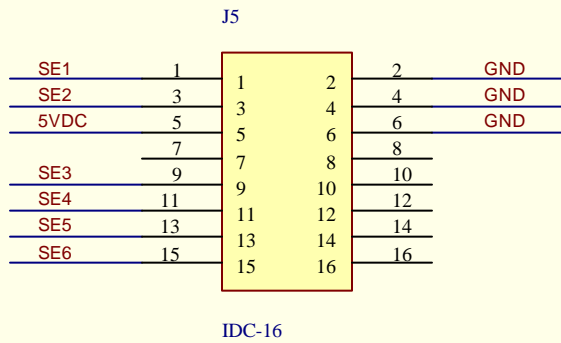 J5
SE1 1 1 2 2 GND
SE2 3 3 4 4 GND
5VDC 5 5 6 6 GND
7 7 8 8
SE3 9 9 10 10
SE4 11 11 12 12
SE5 13 13 14 14
SE6 15 15 16 16
IDC-16